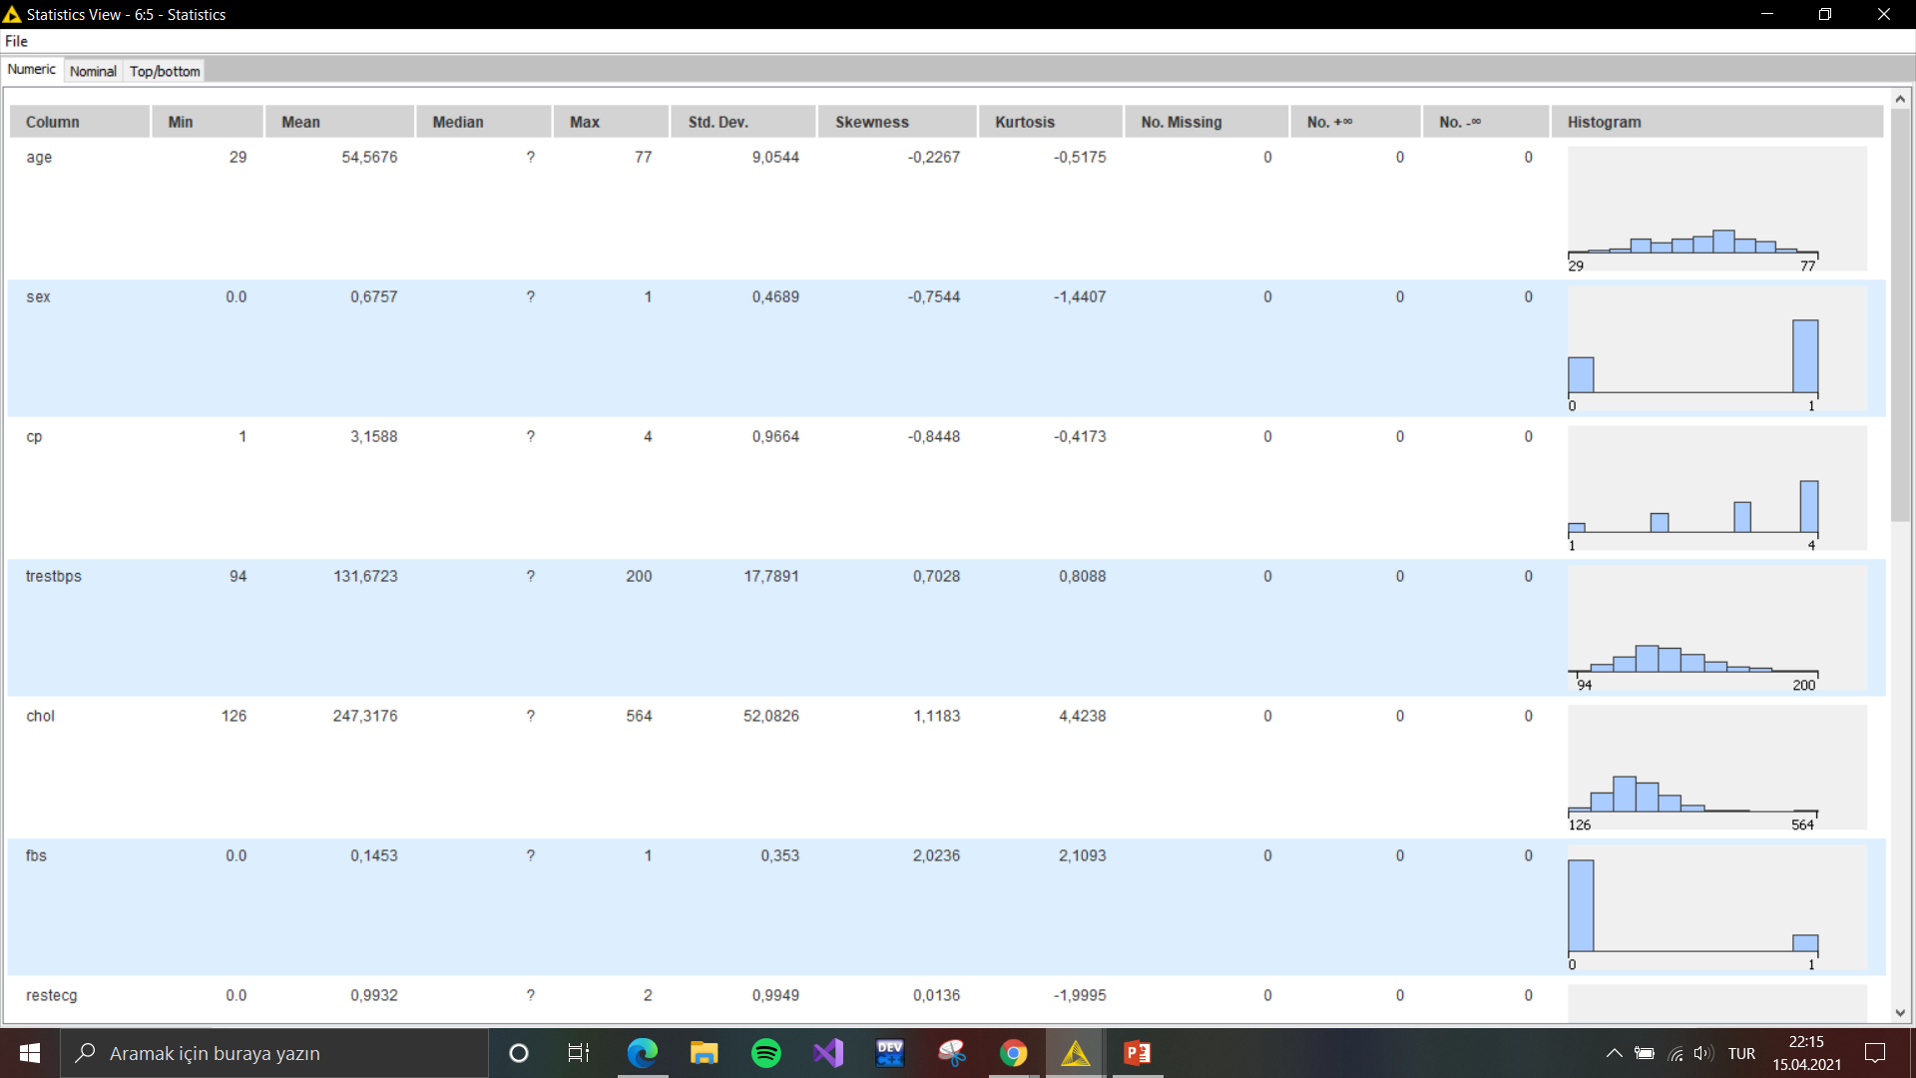 Statistics View - 6:5 - Statistics
File
Numeric Nominal Top/bottom
Column Min Mean Median Max Std. Dev. Skewness Kurtosis No. Missing No. +∞ No. -∞ Histogram
age 29 54,5676 ? 77 9,0544 -0,2267 -0,5175 0 0 0
29 77
sex 0.0 0,6757 ? 1 0,4689 -0,7544 -1,4407 0 0 0
0 1
cp 1 3,1588 ? 4 0,9664 -0,8448 -0,4173 0 0 0
1 4
trestbps 94 131,6723 ? 200 17,7891 0,7028 0,8088 0 0 0
94 200
chol 126 247,3176 ? 564 52,0826 1,1183 4,4238 0 0 0
126 564
fbs 0.0 0,1453 ? 1 0,353 2,0236 2,1093 0 0 0
0 1
restecg 0.0 0,9932 ? 2 0,9949 0,0136 -1,9995 0 0 0
Aramak için buraya yazın
DEV
C++
P
TUR
22:15
15.04.2021